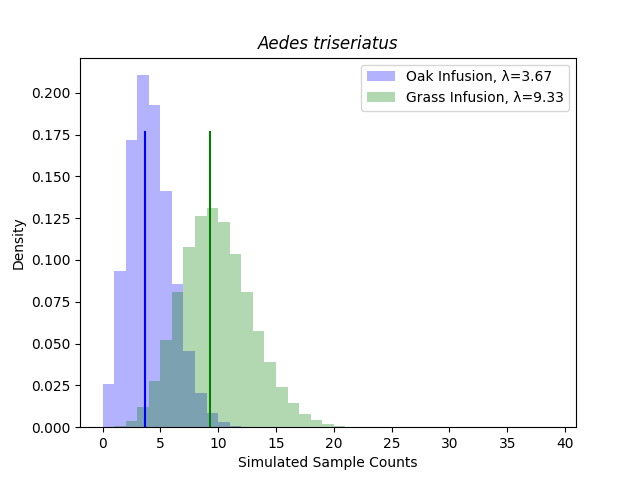 Aedes triseriatus
Oak Infusion, λ=3.67
Grass Infusion, λ=9.33
0.200
0.175
0.150
0.125
0.100
0.075
0.050
0.025
0.000
Density
0 5 10 15 20 25 30 35 40
Simulated Sample Counts